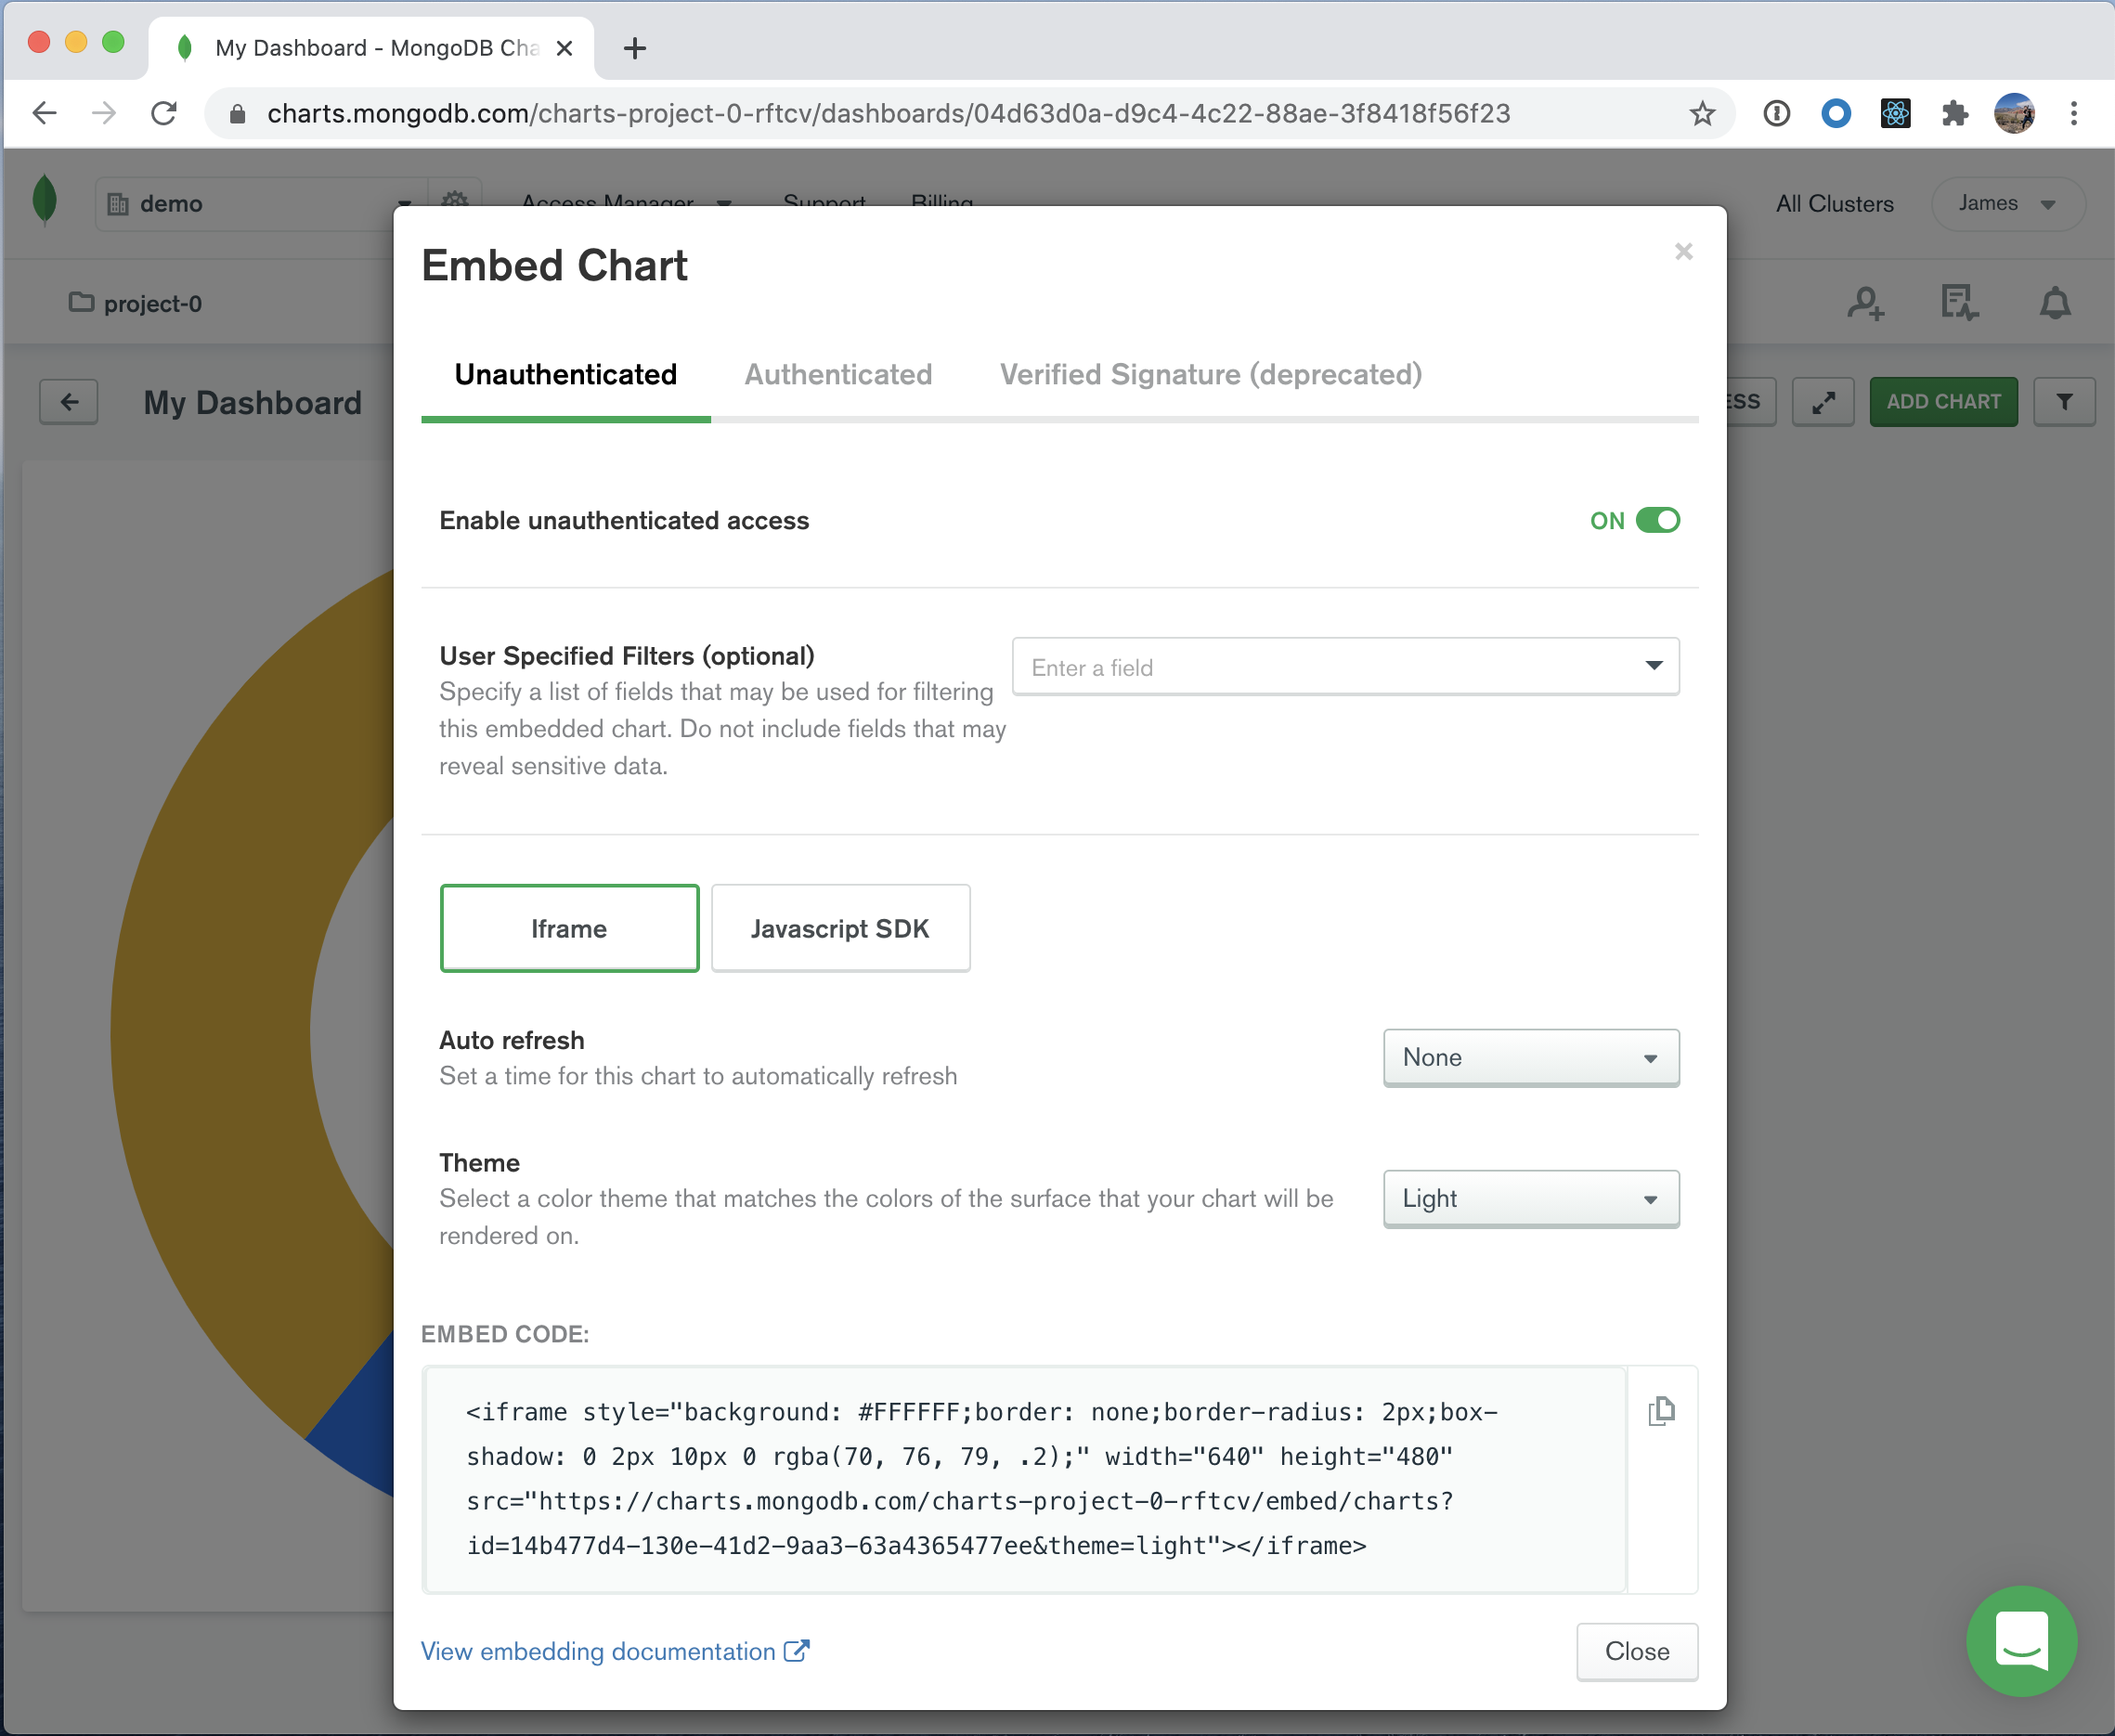 My Dashboard - MongoDB Cha
charts.mongodb.com/charts-project-0-rftcv/dashboards/04d63d0a-d9c4-4c22-88ae-3f8418f56f23
demo
Access Manager
Support
Billing
All Clusters
James
project-0
My Dashboard
ESS
ADD CHART
Embed Chart
Unauthenticated
Authenticated
Verified Signature (deprecated)
Enable unauthenticated access
ON
User Specified Filters (optional)
Specify a list of fields that may be used for filtering
this embedded chart. Do not include fields that may
reveal sensitive data.
Enter a field
Iframe
Javascript SDK
Auto refresh
Set a time for this chart to automatically refresh
None
Theme
Select a color theme that matches the colors of the surface that your chart will be
rendered on.
Light
EMBED CODE:
<iframe style="background: #FFFFFF;border: none;border-radius: 2px;box-
shadow: 0 2px 10px 0 rgba(70, 76, 79, .2);" width="640" height="480"
src="https://charts.mongodb.com/charts-project-0-rftcv/embed/charts?
id=14b477d4-130e-41d2-9aa3-63a4365477ee&theme=light"></iframe>
View embedding documentation
Close